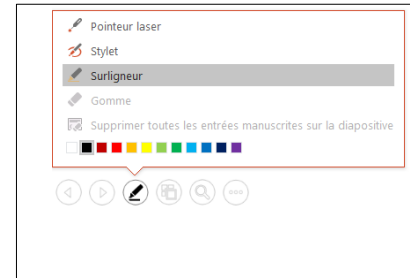 Pointeur laser
Stylet
Surligneur
Gomme
Supprimer toutes les entrées manuscrites sur la diapositive